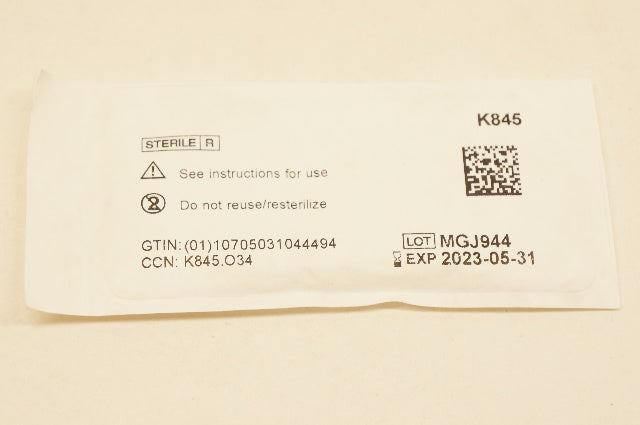 K845
STERILE R
See instructions for use
Do not reuse/resterilize
GTIN: (01)10705031044494
CCN: K845.O34
LOT MGJ944
EXP 2023-05-31